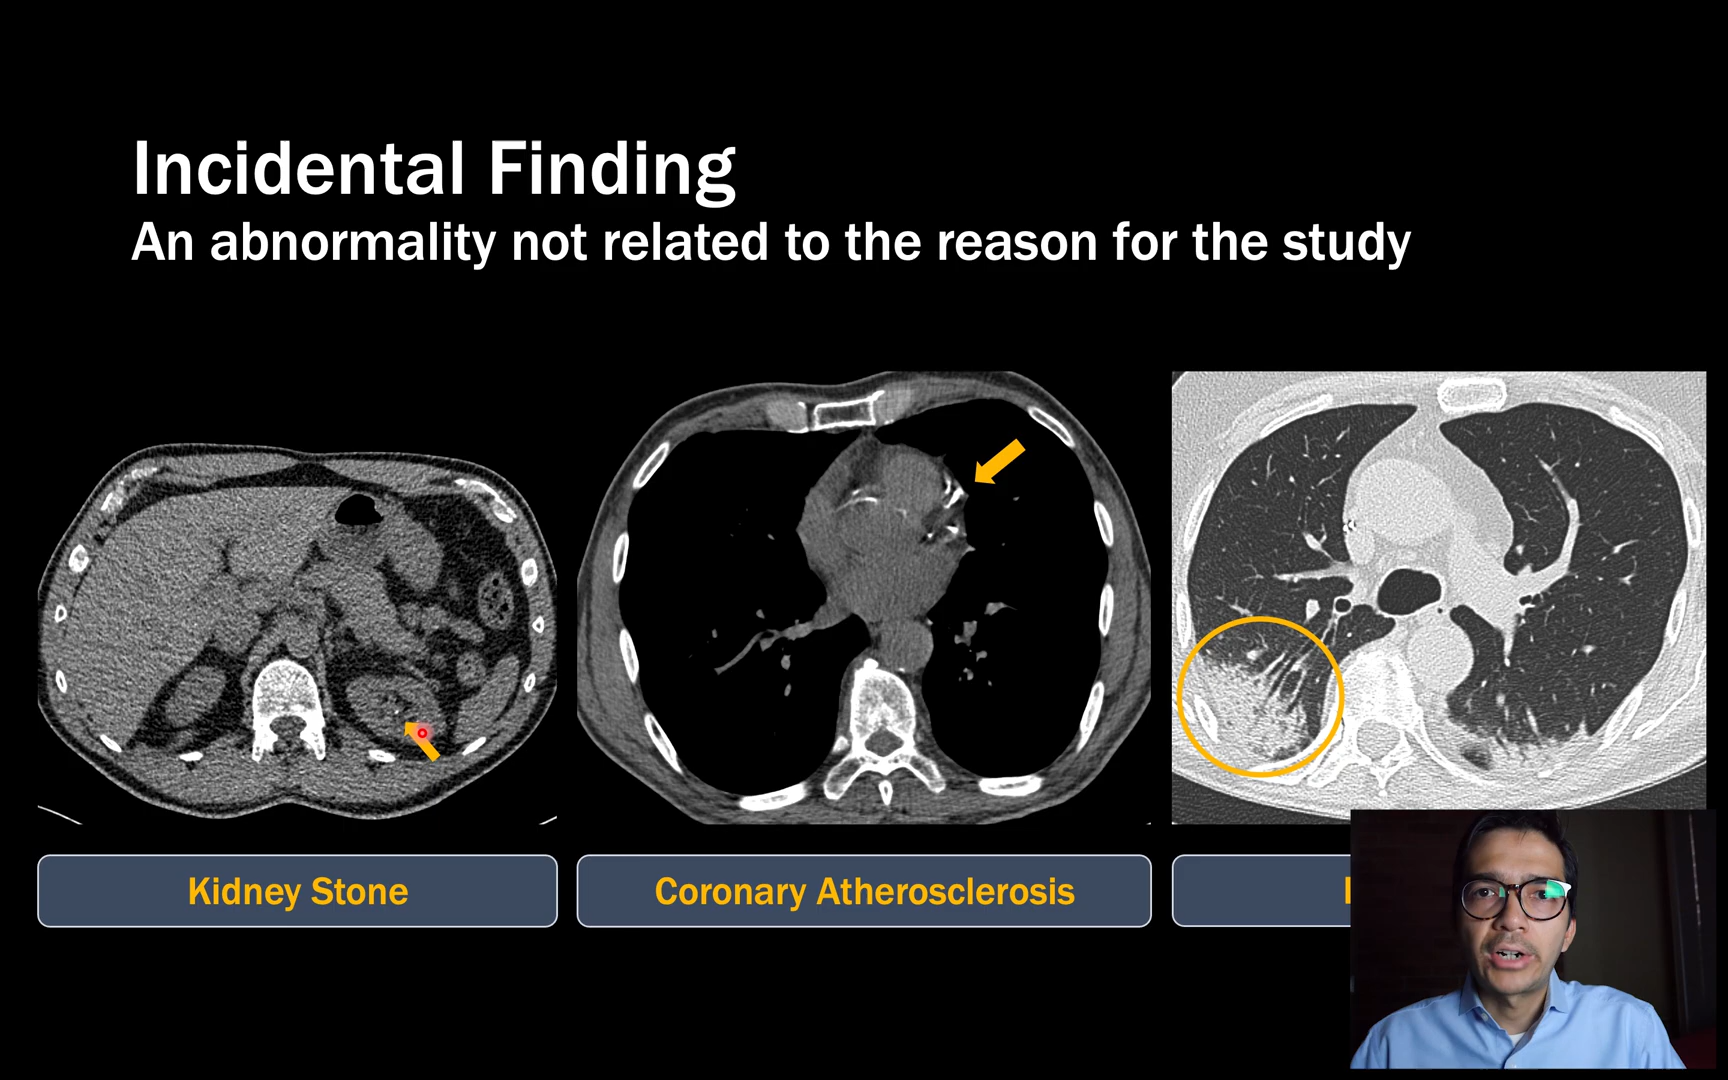 Incidental Finding
An abnormality not related to the reason for the study
Kidney Stone
Coronary Atherosclerosis